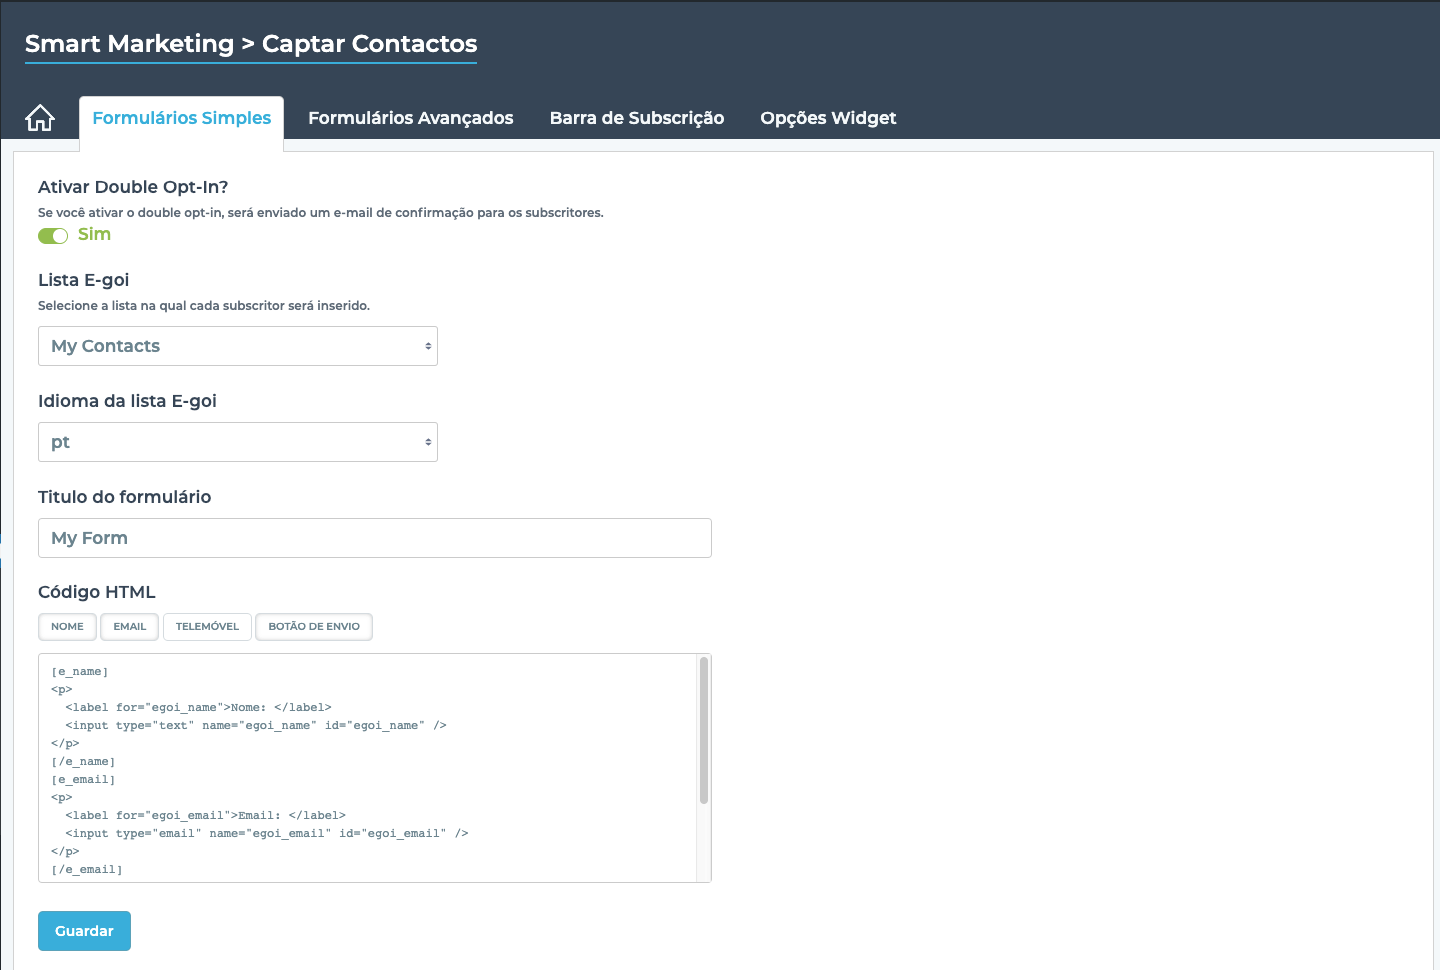 Smart Marketing > Captar Contactos
Formulários Simples Formulários Avançados Barra de Subscrição Opções Widget
Ativar Double Opt-In?
Se você ativar o double opt-in, será enviado um e-mail de confirmação para os subscritores.
Sim
Lista E-goi
Selecione a lista na qual cada subscritor será inserido.
My Contacts
Idioma da lista E-goi
pt
Titulo do formulário
My Form
Código HTML
NOME EMAIL TELEMÓVEL BOTÃO DE ENVIO
[e_name]
<p>
  <label for="egoi_name">Nome: </label>
  <input type="text" name="egoi_name" id="egoi_name" />
</p>
[/e_name]
[e_email]
<p>
  <label for="egoi_email">Email: </label>
  <input type="email" name="egoi_email" id="egoi_email" />
</p>
[/e_email]
Guardar